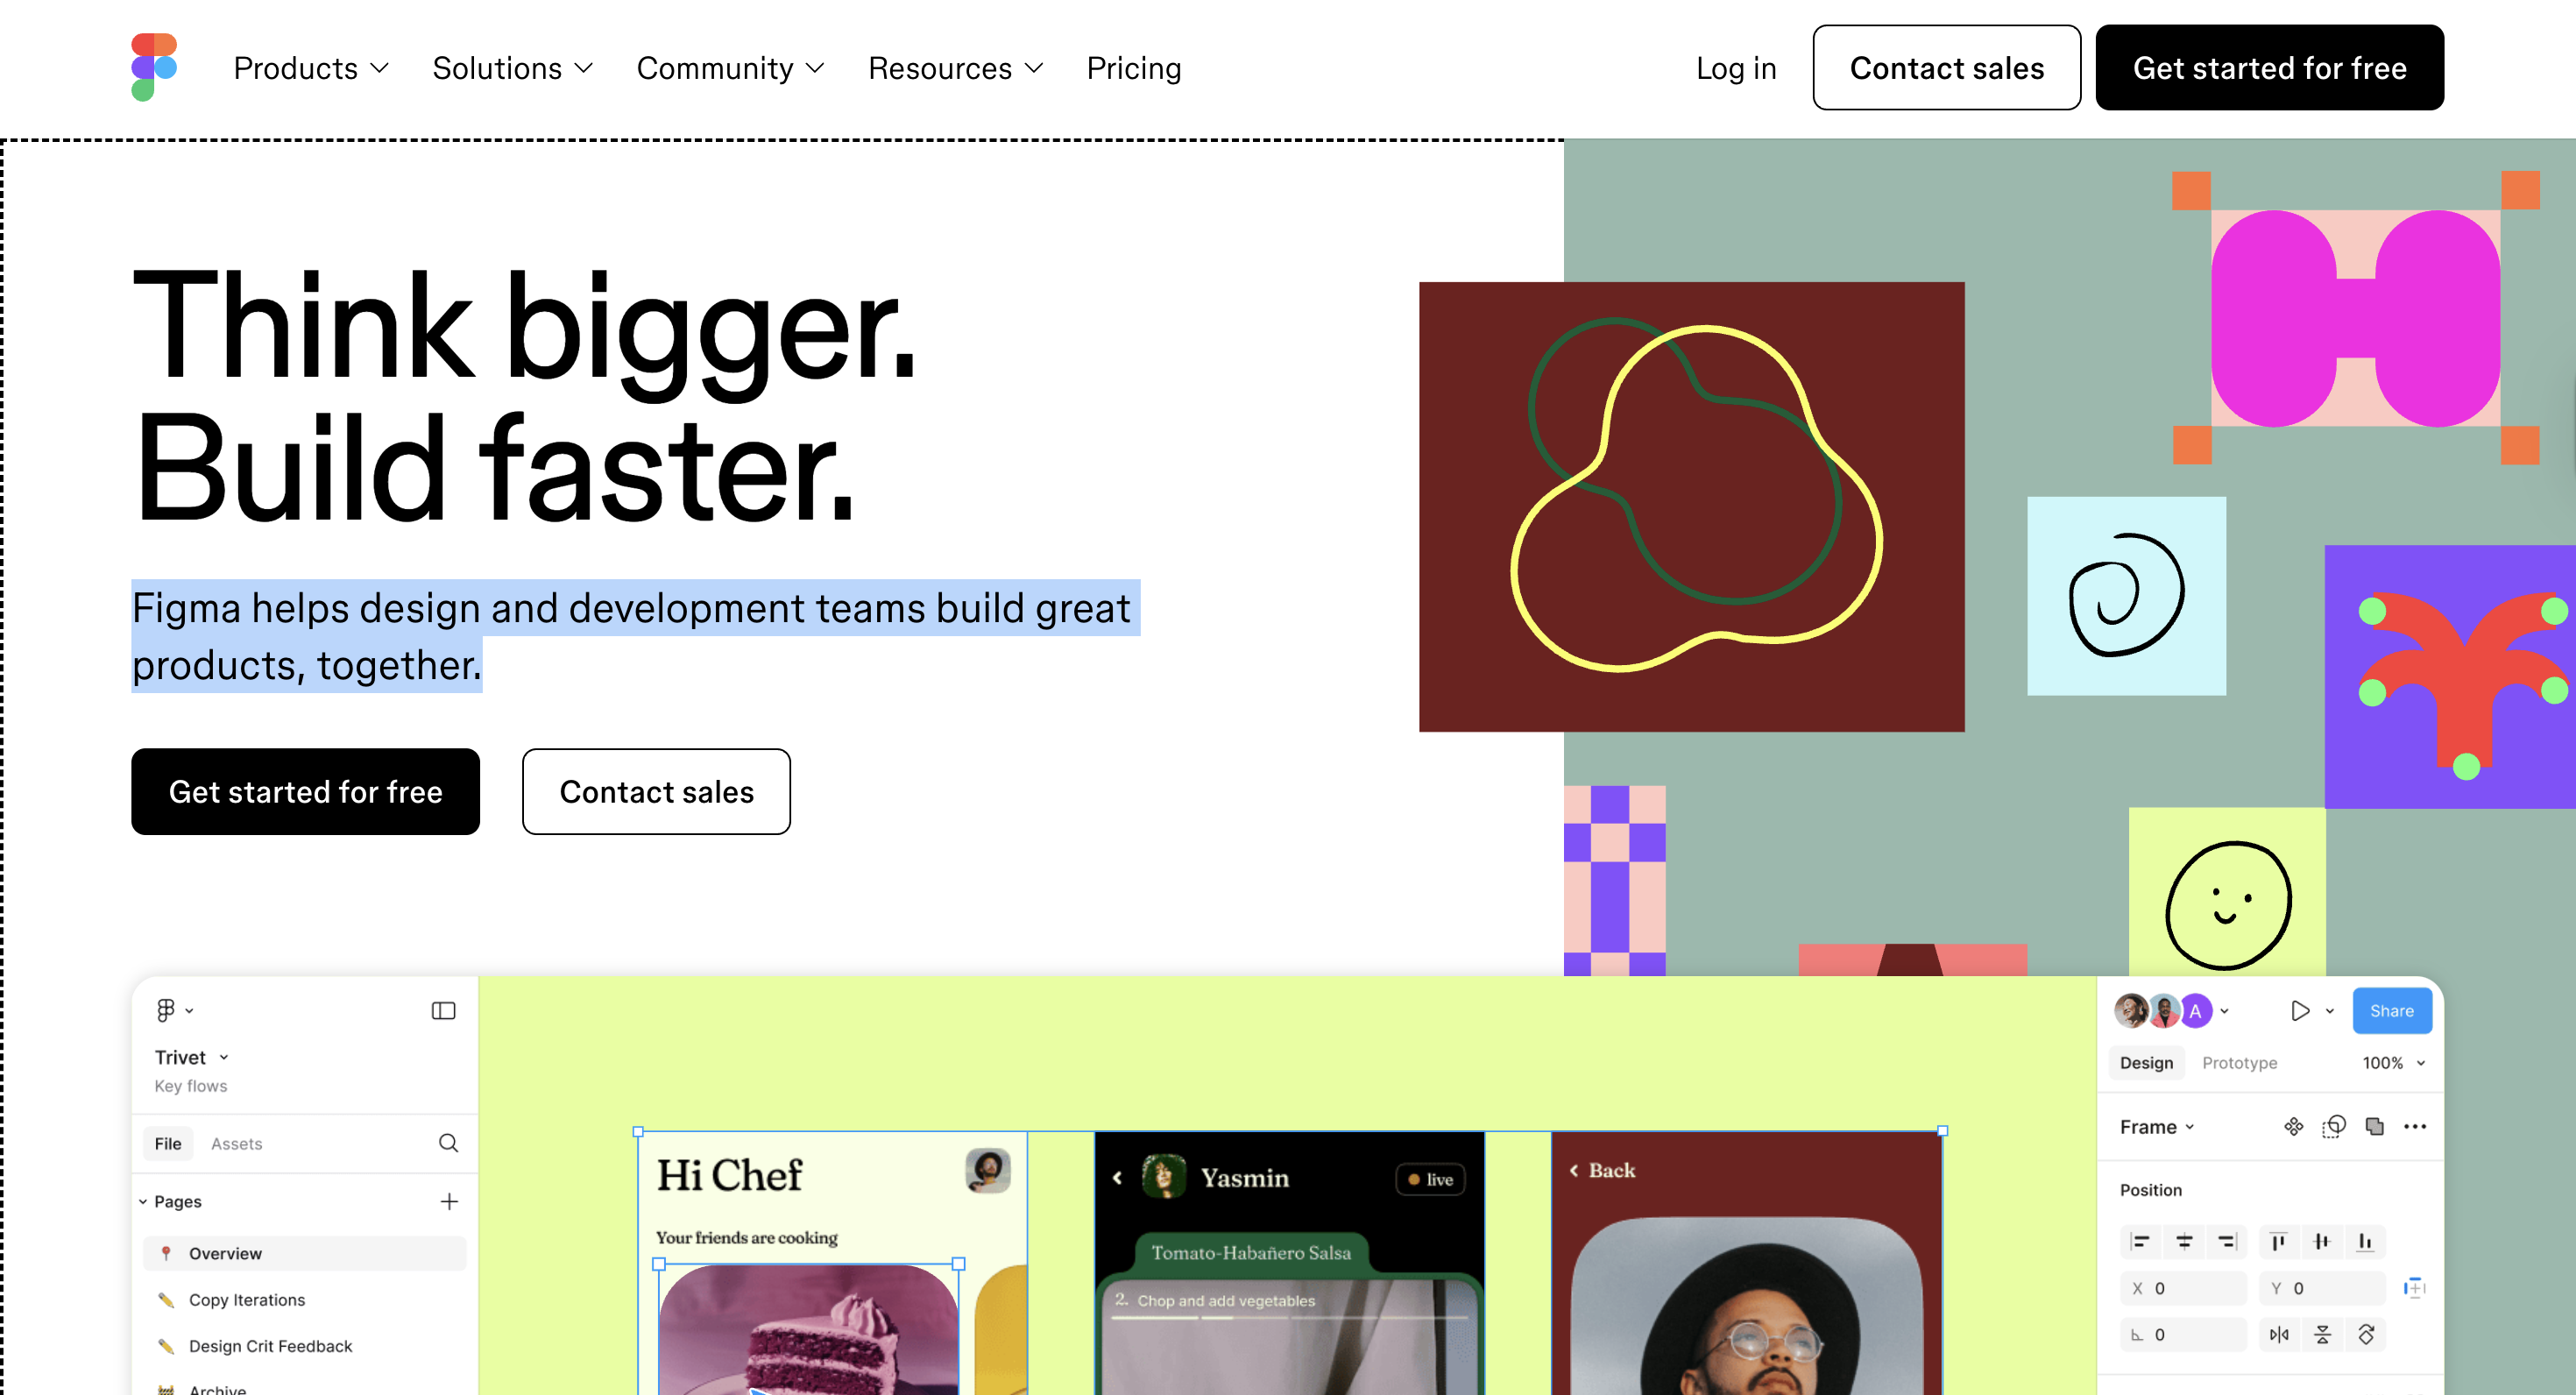 Products
Solutions
Community
Resources
Pricing
Log in
Contact sales
Get started for free
Think bigger.
Build faster.
Figma helps design and development teams build great
products, together.
Get started for free
Contact sales
Trivet
Key flows
File
Assets
Pages
Overview
Copy Iterations
Design Crit Feedback
Archive
Hi Chef
Your friends are cooking
Yasmin
live
Tomato-Habañero Salsa
2. Chop and add vegetables
Back
A
Share
Design
Prototype
100%
Frame
Position
X 0
Y 0
0